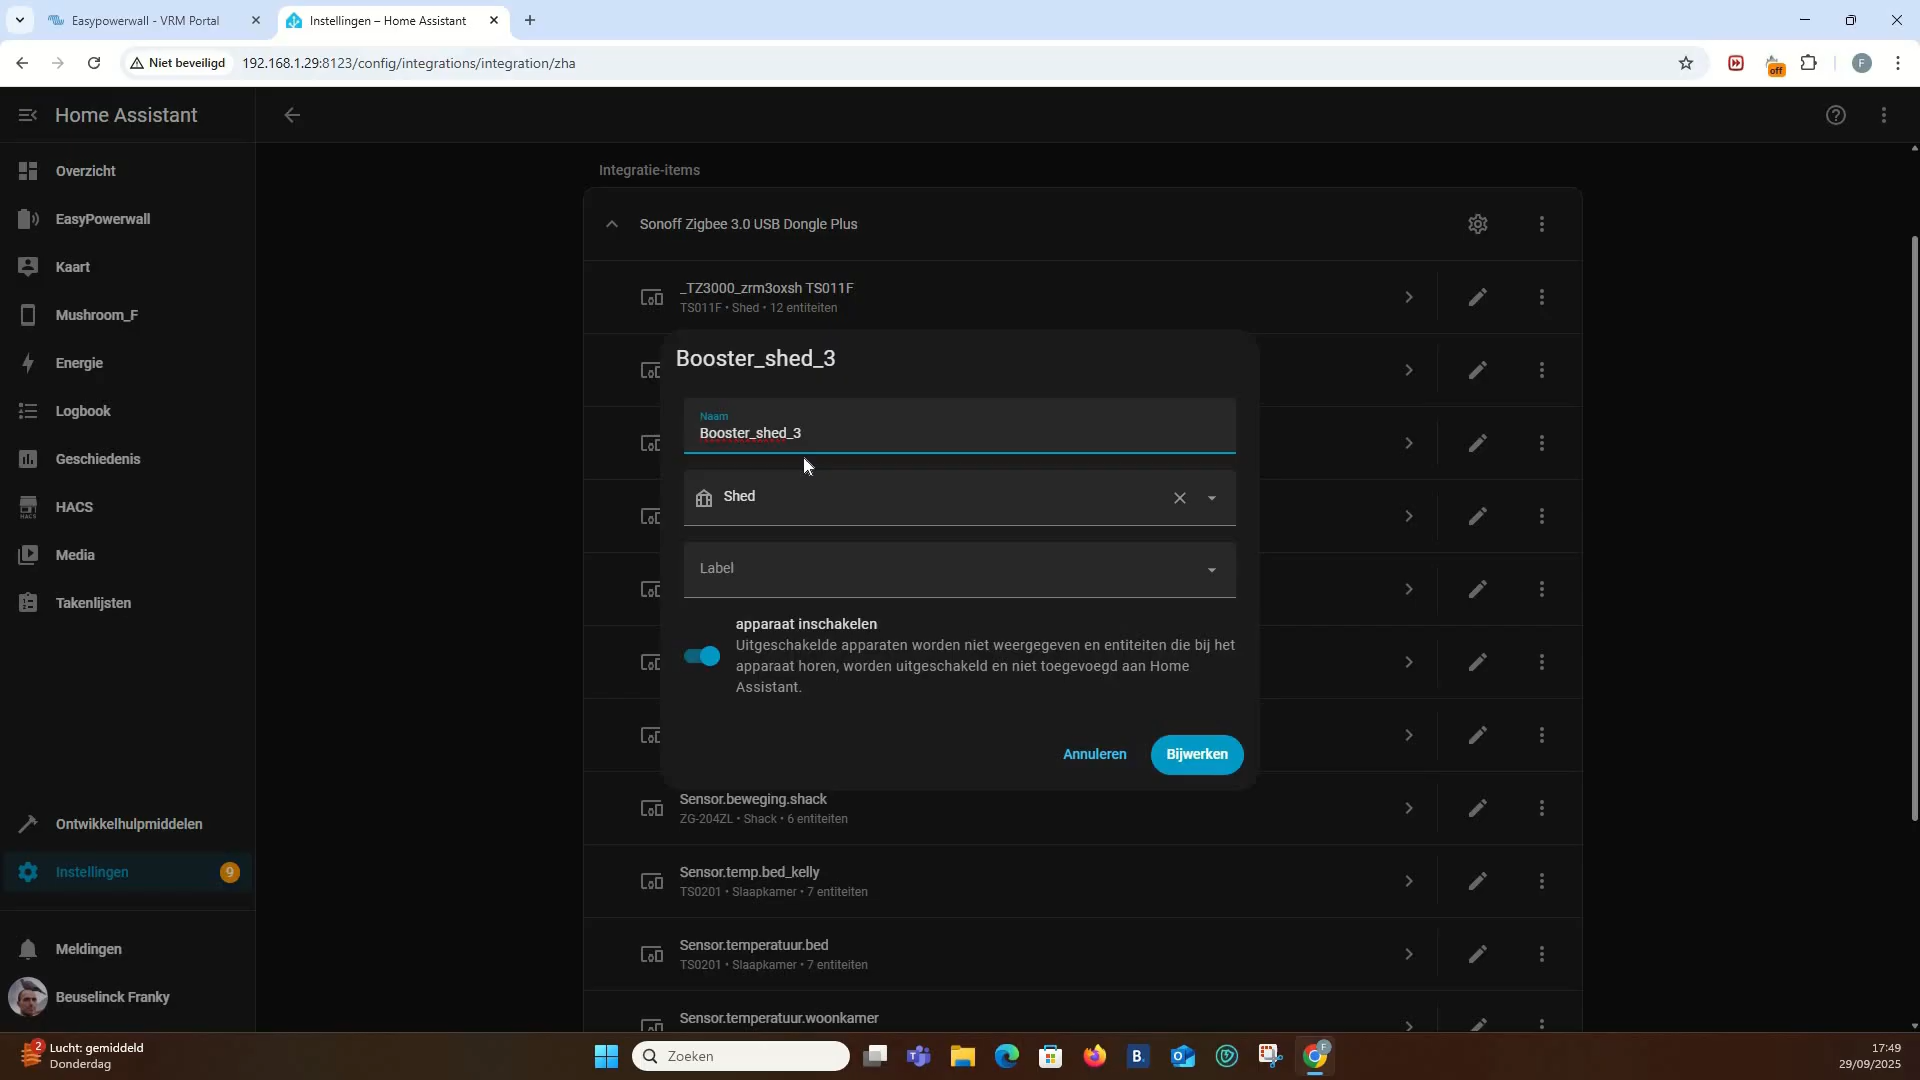 Easypowerwall - VRM Portal
Instellingen – Home Assistant
Niet beveiligd
192.168.1.29:8123/config/integrations/integration/zha
off
F
Home Assistant
Overzicht
EasyPowerwall
Kaart
Mushroom_F
Energie
Logbook
Geschiedenis
HACS
HACS
Media
Takenlijsten
Ontwikkelhulpmiddelen
Instellingen
9
Meldingen
Beuselinck Franky
Integratie-items
Sonoff Zigbee 3.0 USB Dongle Plus
_TZ3000_zrm3oxsh TS011F
TS011F • Shed • 12 entiteiten
Booster_shed_3
Naam
Booster_shed_3
Shed
Label
apparaat inschakelen
Uitgeschakelde apparaten worden niet weergegeven en entiteiten die bij het
apparaat horen, worden uitgeschakeld en niet toegevoegd aan Home
Assistant.
Annuleren
Bijwerken
Sensor.beweging.shack
ZG-204ZL • Shack • 6 entiteiten
Sensor.temp.bed_kelly
TS0201 • Slaapkamer • 7 entiteiten
Sensor.temperatuur.bed
TS0201 • Slaapkamer • 7 entiteiten
Sensor.temperatuur.woonkamer
2
Lucht: gemiddeld
Donderdag
Zoeken
B.
F
17:49
29/09/2025